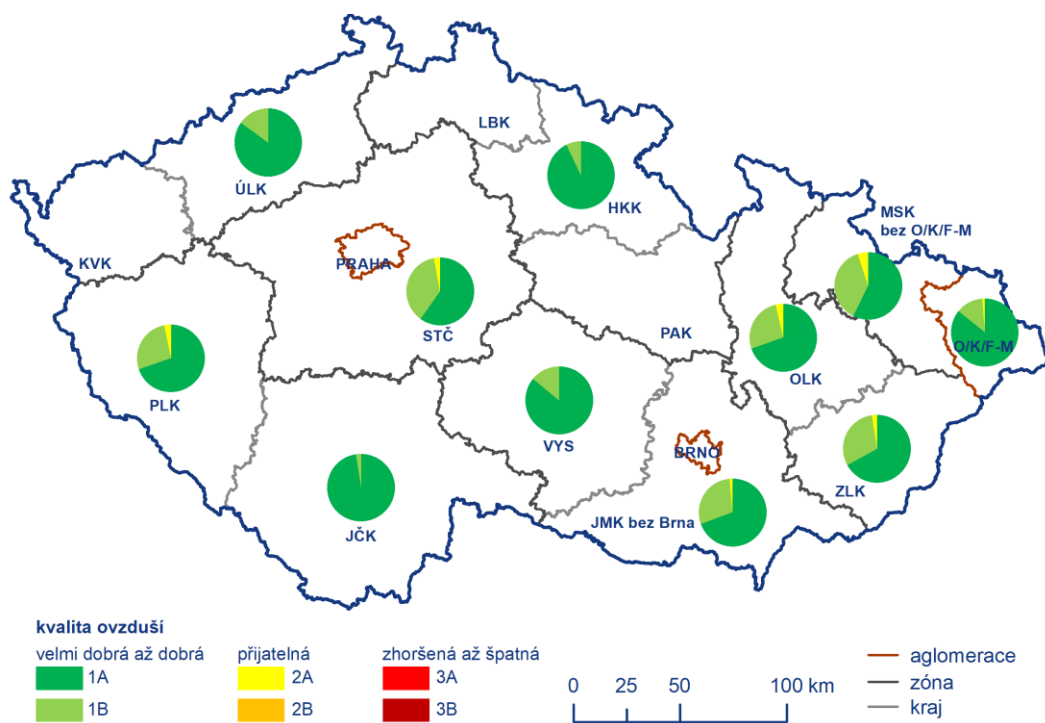 LBK
ÚLK
HKK
MSK
bez O/K/F-M
KVK
PRAHA
STČ
PAK
O/K/F-M
OLK
PLK
VYS
BRNO
ZLK
JMK bez Brna
JČK
kvalita ovzduší
velmi dobrá až dobrá
přijatelná
zhoršená až špatná
1A
2A
3A
1B
2B
3B
0 25 50 100 km
aglomerace
zóna
kraj